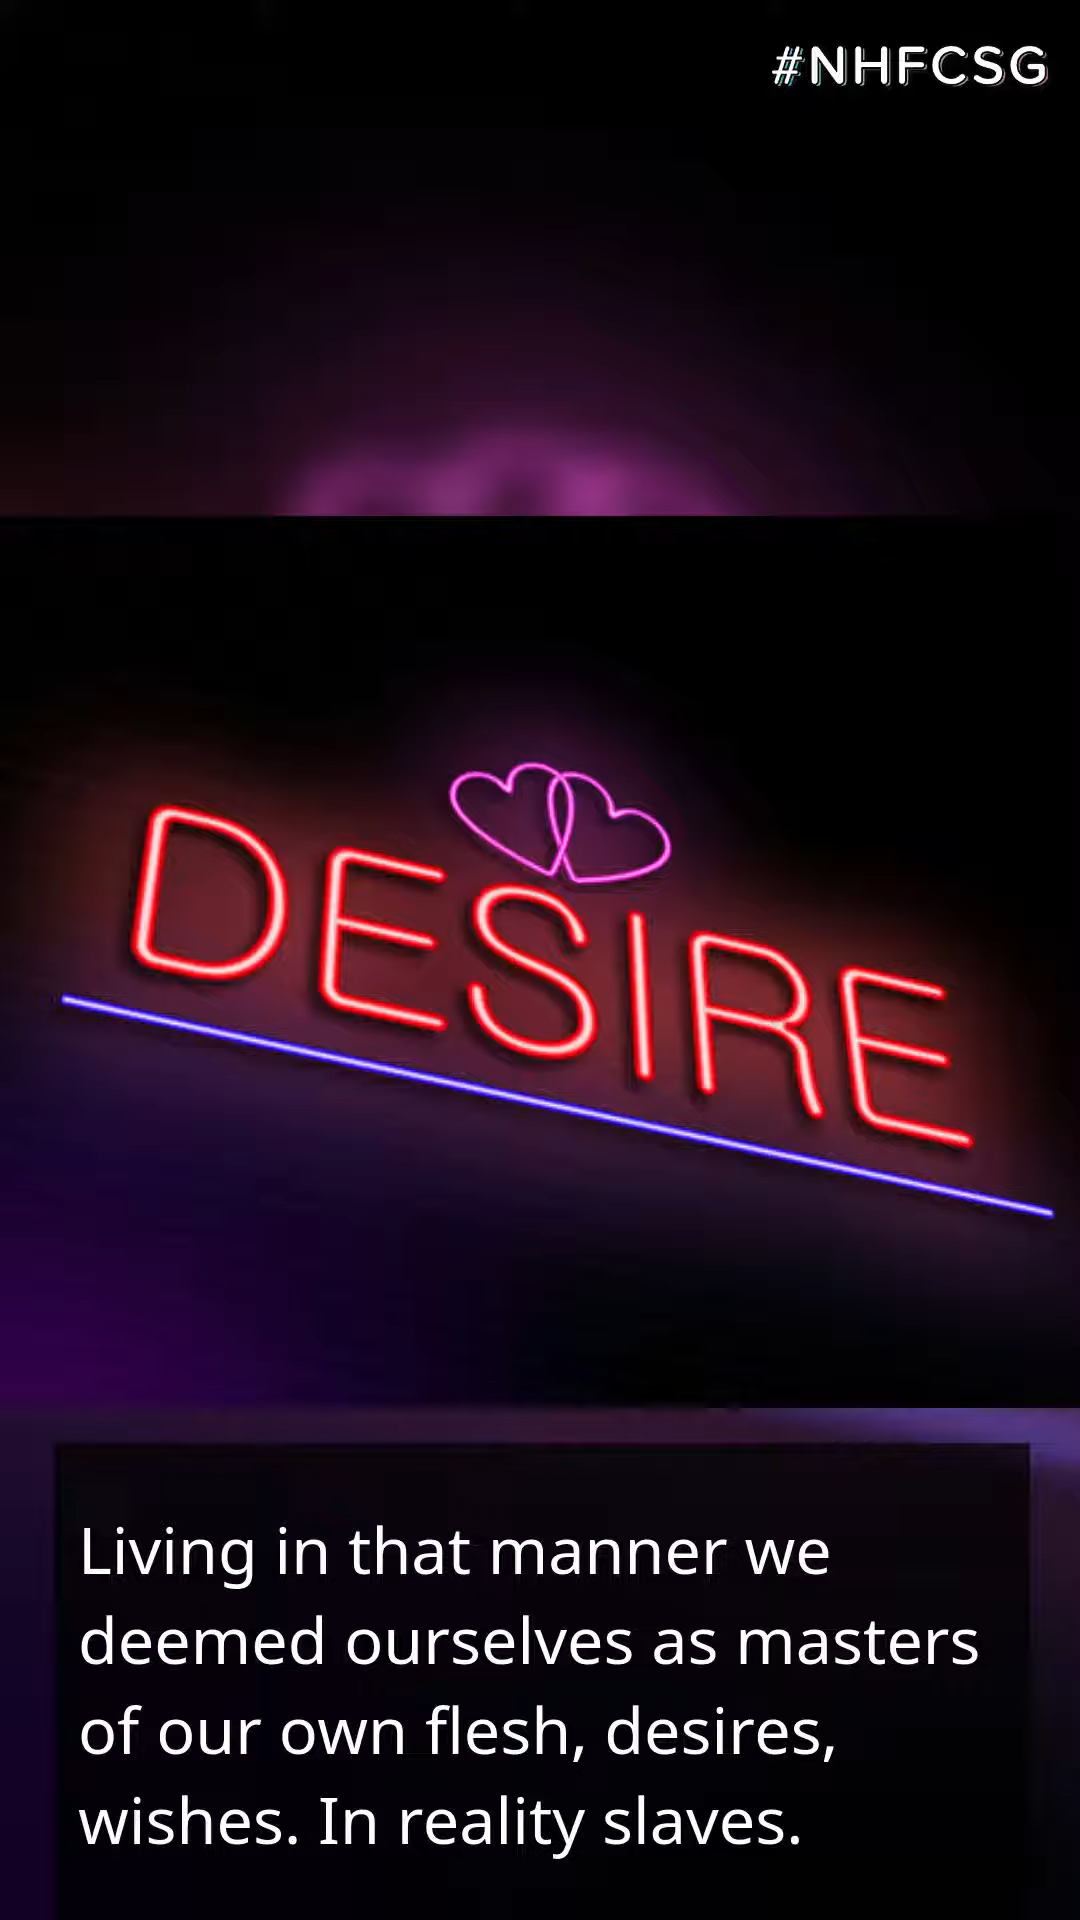 #NHFCSG
DESIRE
Living in that manner we
deemed ourselves as masters
of our own flesh, desires,
wishes. In reality slaves.